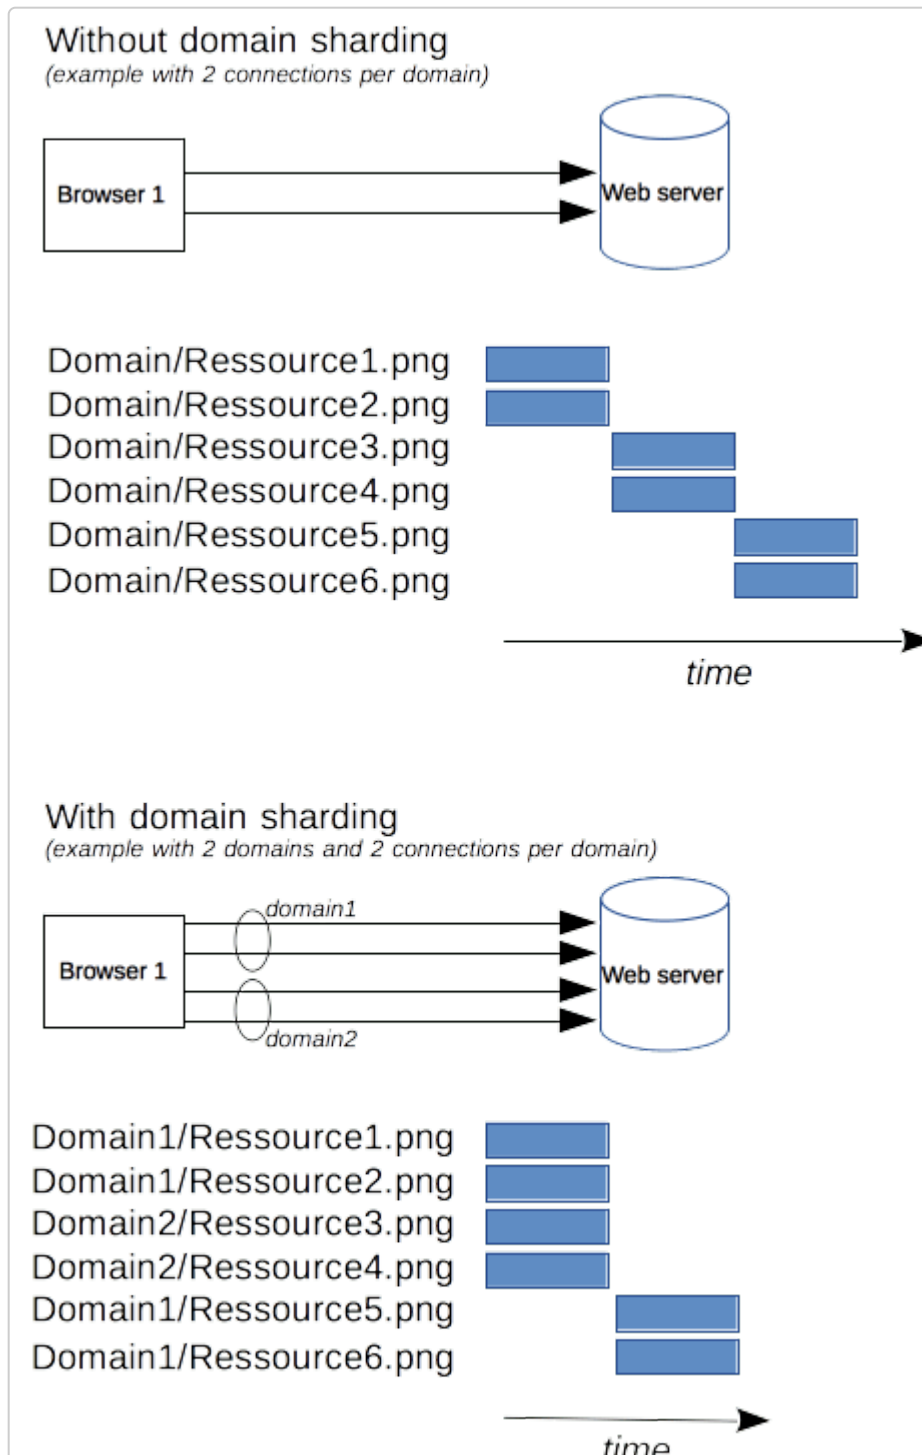 Without domain sharding
(example with 2 connections per domain)
Browser 1
Web server
Domain/Ressource1.png
Domain/Ressource2.png
Domain/Ressource3.png
Domain/Ressource4.png
Domain/Ressource5.png
Domain/Ressource6.png
time
With domain sharding
(example with 2 domains and 2 connections per domain)
domain1
Browser 1
Web server
domain2
Domain1/Ressource1.png
Domain1/Ressource2.png
Domain2/Ressource3.png
Domain2/Ressource4.png
Domain1/Ressource5.png
Domain1/Ressource6.png
time